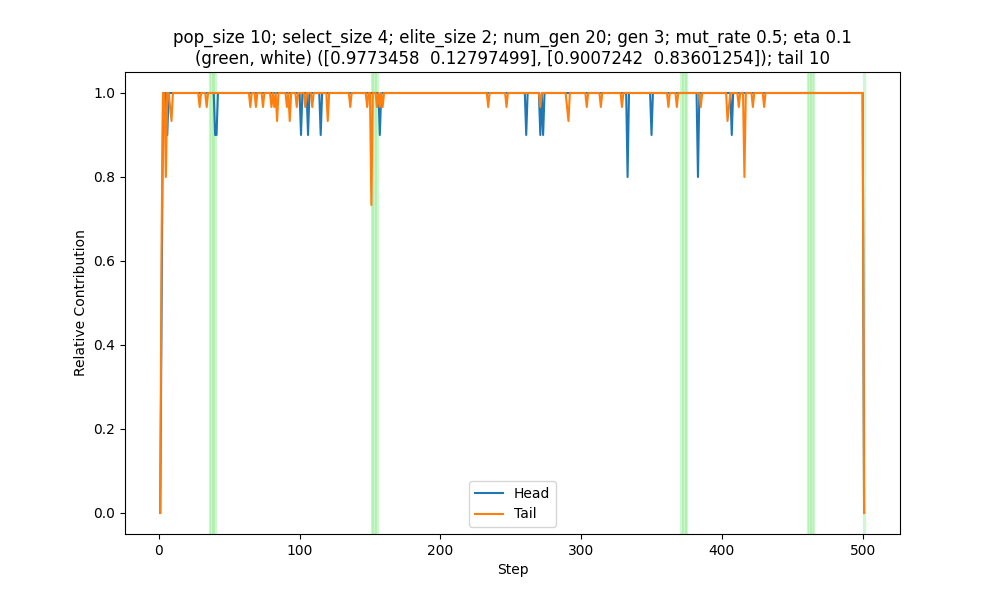 pop_size 10; select_size 4; elite_size 2; num_gen 20; gen 3; mut_rate 0.5; eta 0.1
(green, white) ([0.9773458  0.12797499], [0.9007242  0.83601254]); tail 10
1.0
0.8
0.6
0.4
0.2
0.0
Relative Contribution
Head
Tail
0
100
200
300
400
500
Step